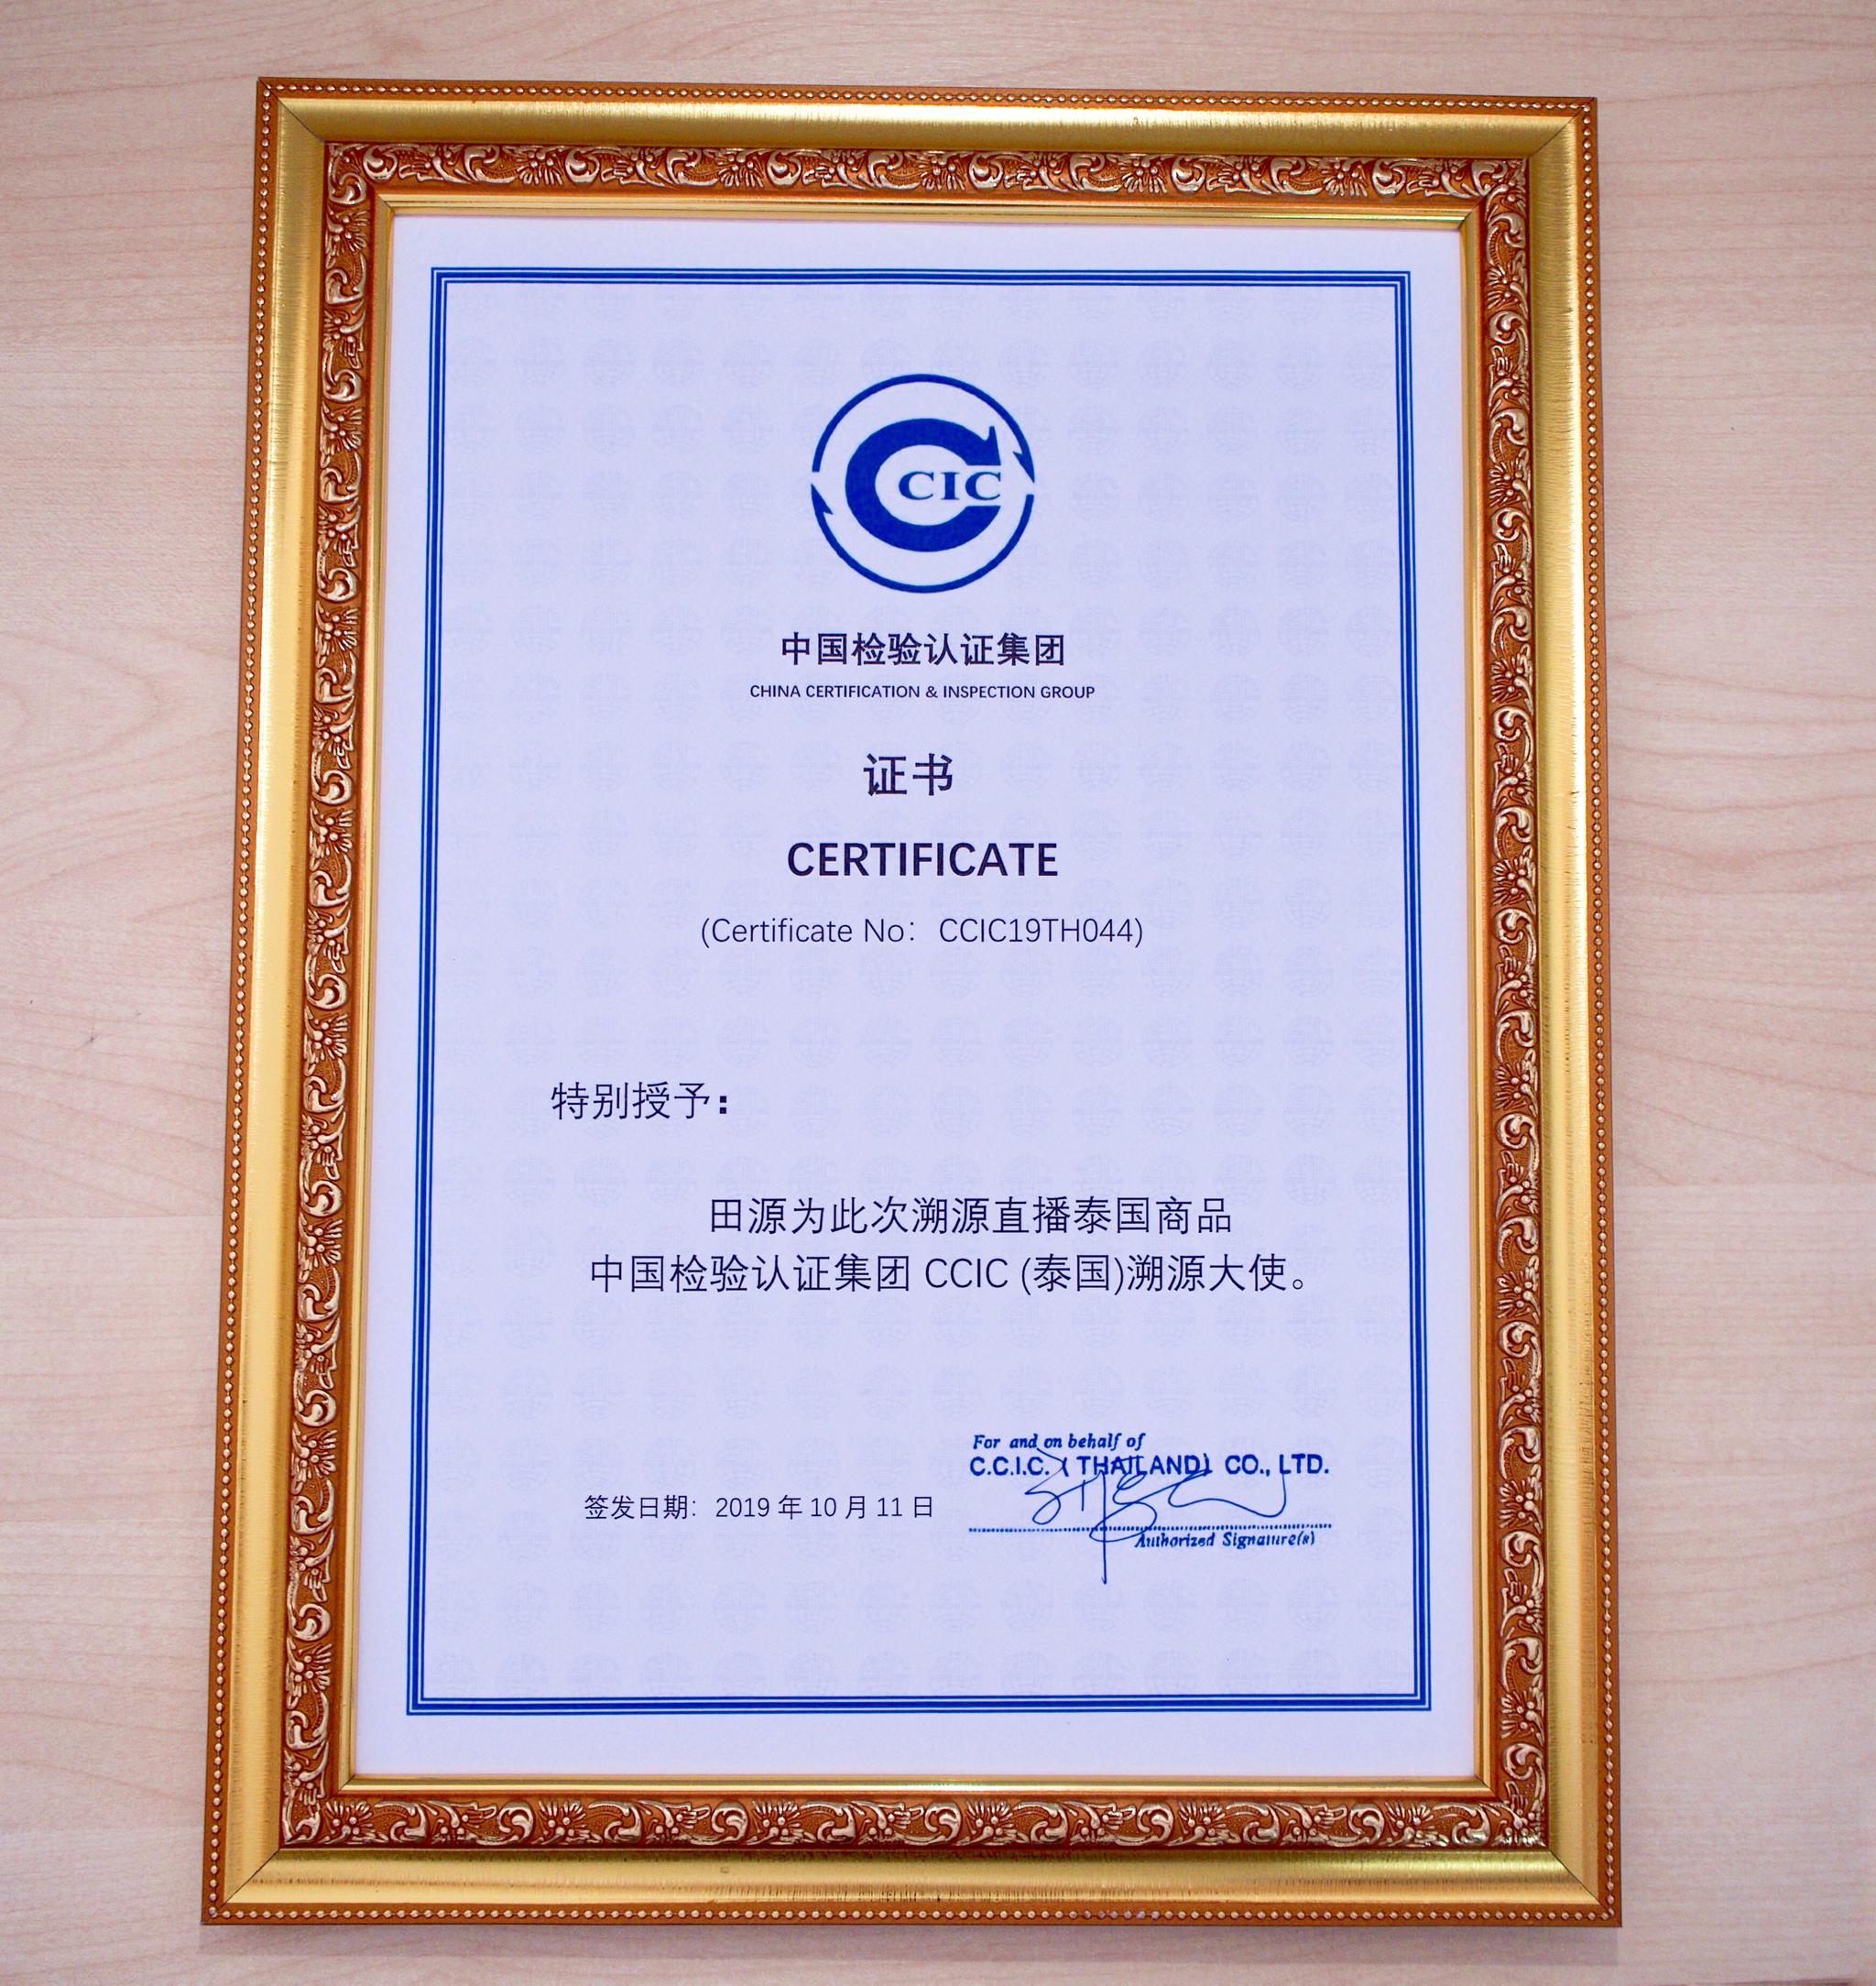 CIC
中国检验认证集团
CHINA CERTIFICATION & INSPECTION GROUP
证书
CERTIFICATE
(Certificate No：CCIC19TH044)
特别授予：
田源为此次溯源直播泰国商品
中国检验认证集团 CCIC (泰国)溯源大使。
For and on behalf of
C.C.I.C. ( THAILAND) CO., LTD.
签发日期：2019 年 10 月 11 日
Authorized Signature(s)